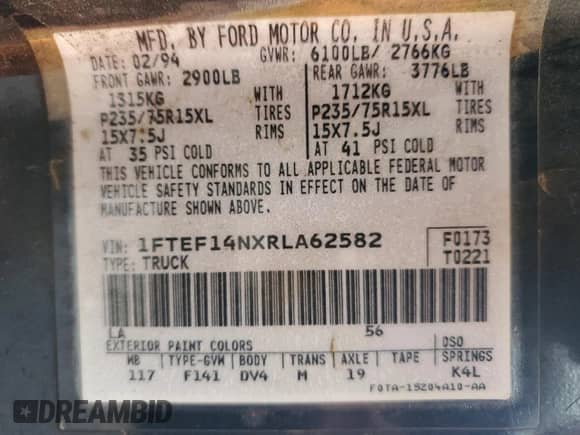 MFD. BY FORD MOTOR CO. IN U.S.A.
DATE: 02/94 GVWR: 6100LB/ 2766KG
FRONT GAWR: 2900LB REAR GAWR: 3776LB
1315KG WITH 1712KG WITH
P235/75R15XL TIRES P235/75R15XL TIRES
15X7.5J RIMS 15X7.5J RIMS
AT 35 PSI COLD AT 41 PSI COLD
THIS VEHICLE CONFORMS TO ALL APPLICABLE FEDERAL MOTOR
VEHICLE SAFETY STANDARDS IN EFFECT ON THE DATE OF
MANUFACTURE SHOWN ABOVE.
VIN: 1FTEF14NXRLA62582 F0173
TYPE: TRUCK T0221
LA 56
EXTERIOR PAINT COLORS DSO
WB TYPE-GVW BODY TRANS AXLE TAPE SPRINGS
117 F141 DV4 M 19 K4L
F0TA-15204A10-AA
DREAMBID